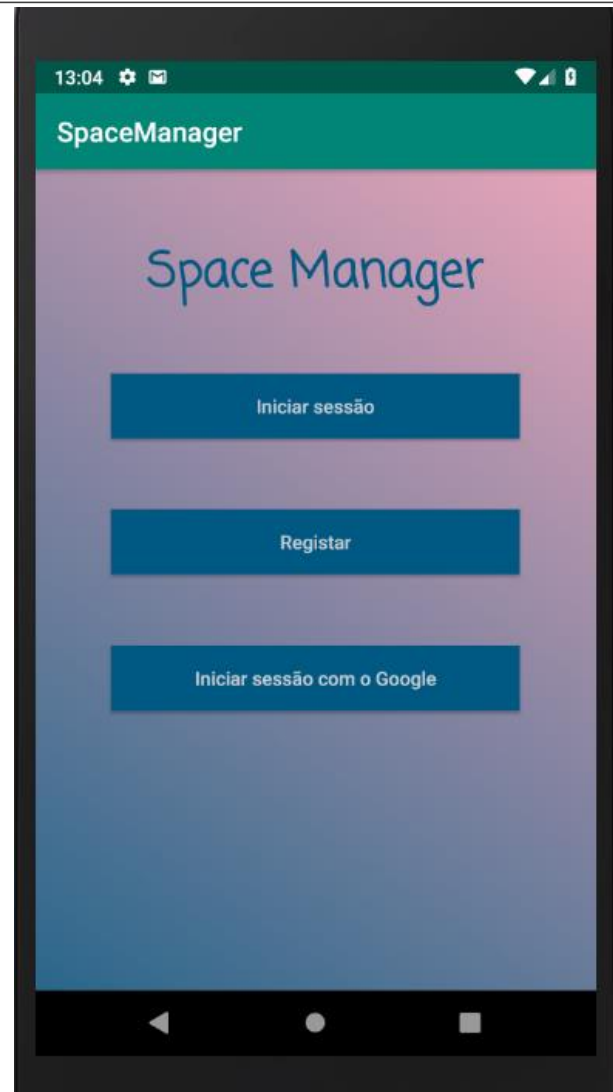 13:04
SpaceManager
Space Manager
Iniciar sessão
Registar
Iniciar sessão com o Google